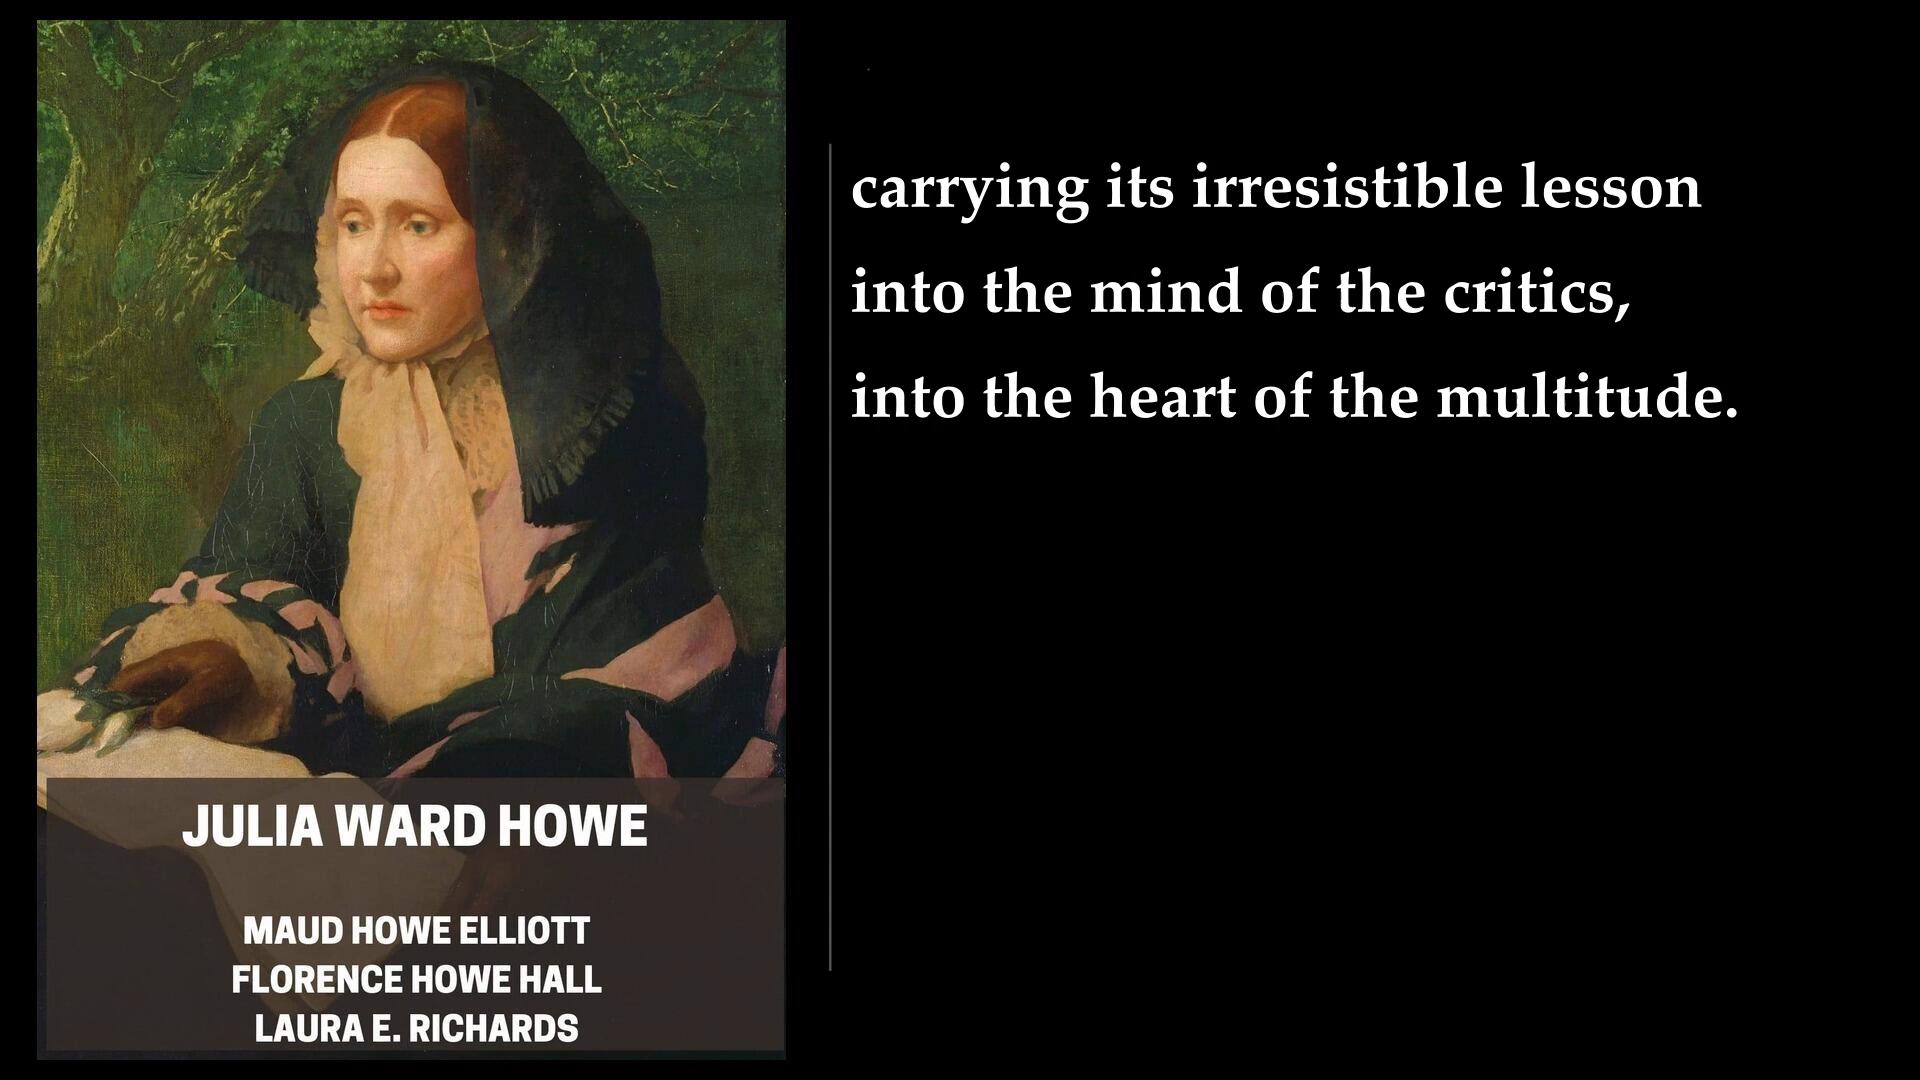 carrying its irresistible lesson
into the mind of the critics,
into the heart of the multitude.
JULIA WARD HOWE
MAUD HOWE ELLIOTT
FLORENCE HOWE HALL
LAURA E. RICHARDS